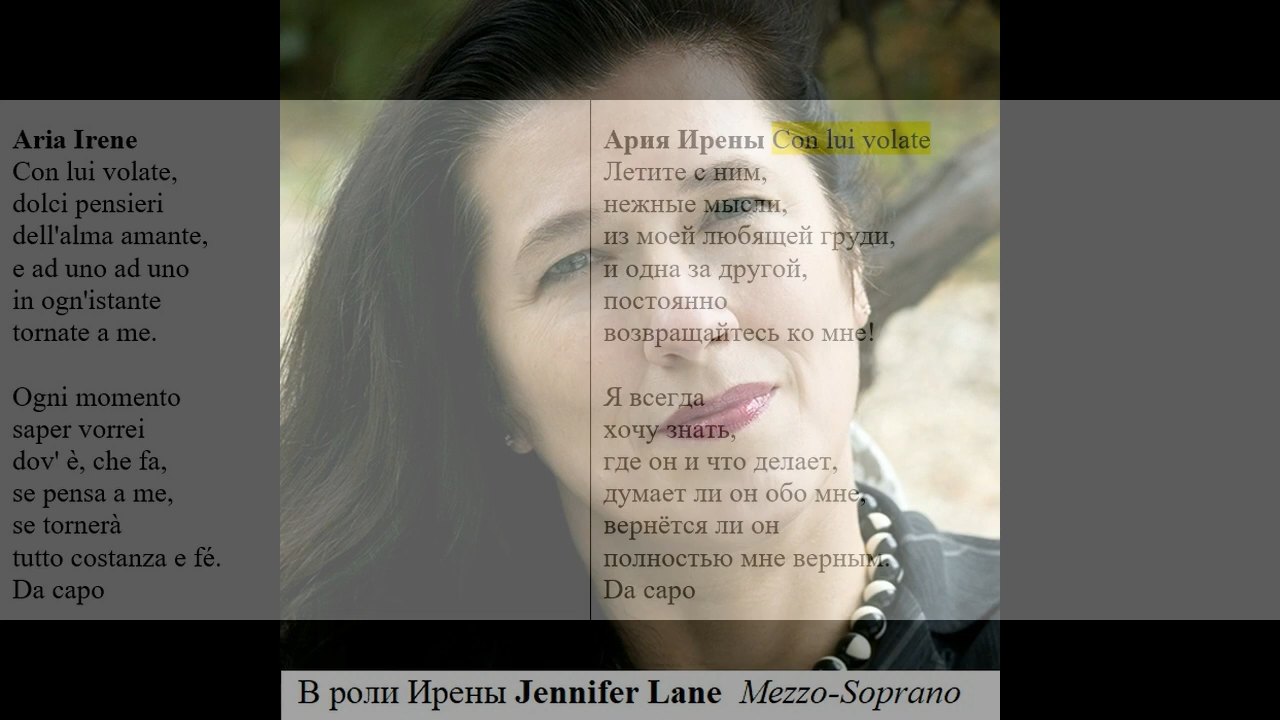 Aria Irene
Con lui volate,
dolci pensieri
dell'alma amante,
e ad uno ad uno
in ogn'istante
tornate a me.
Ogni momento
saper vorrei
dov' è, che fa,
se pensa a me,
se tornerà
tutto costanza e fé.
Da capo
Ария Ирены Con lui volate
Летите с ним,
нежные мысли,
из моей любящей груди,
и одна за другой,
постоянно
возвращайтесь ко мне!
Я всегда
хочу знать,
где он и что делает,
думает ли он обо мне,
вернётся ли он
полностью мне верным.
Da capo
В роли Ирены Jennifer Lane Mezzo-Soprano